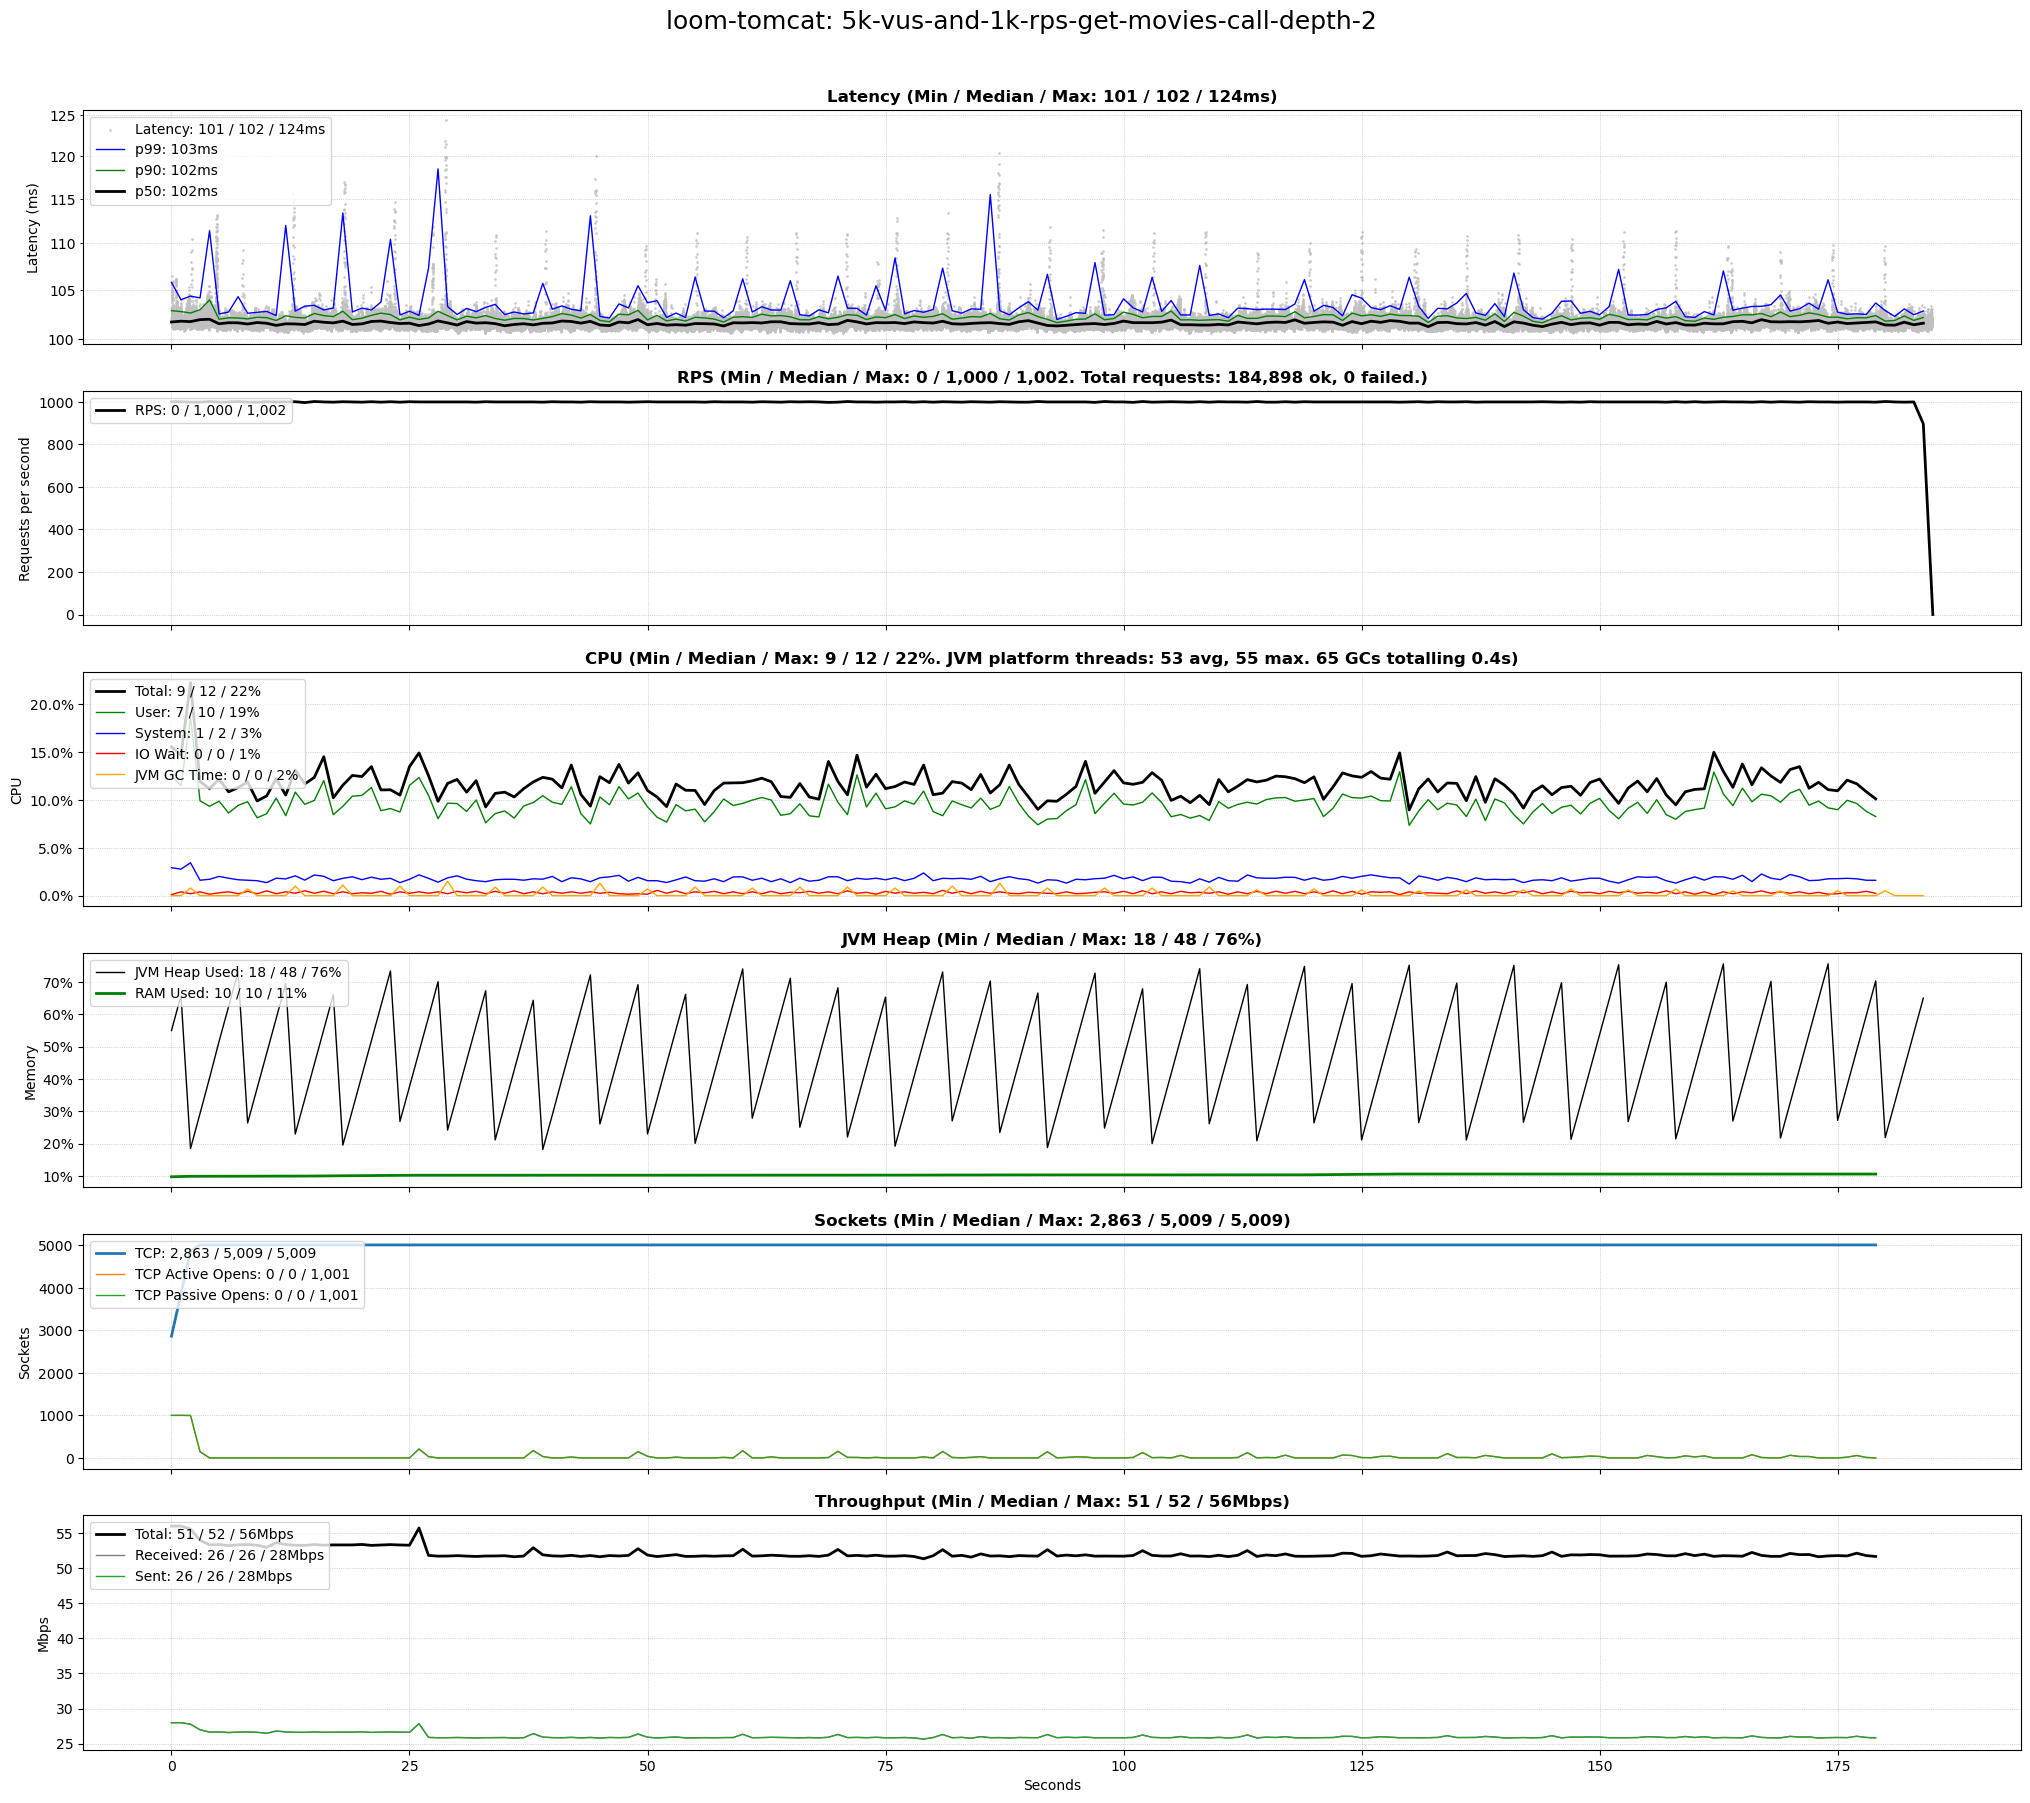 loom-tomcat: 5k-vus-and-1k-rps-get-movies-call-depth-2
Latency (Min / Median / Max: 101 / 102 / 124ms)
Latency (ms)
125
120
115
110
105
100
Latency: 101 / 102 / 124ms
p99: 103ms
p90: 102ms
p50: 102ms
RPS (Min / Median / Max: 0 / 1,000 / 1,002. Total requests: 184,898 ok, 0 failed.)
Requests per second
1000
800
600
400
200
0
RPS: 0 / 1,000 / 1,002
CPU (Min / Median / Max: 9 / 12 / 22%. JVM platform threads: 53 avg, 55 max. 65 GCs totalling 0.4s)
CPU
20.0%
15.0%
10.0%
5.0%
0.0%
Total: 9 / 12 / 22%
User: 7 / 10 / 19%
System: 1 / 2 / 3%
IO Wait: 0 / 0 / 1%
JVM GC Time: 0 / 0 / 2%
JVM Heap (Min / Median / Max: 18 / 48 / 76%)
Memory
70%
60%
50%
40%
30%
20%
10%
JVM Heap Used: 18 / 48 / 76%
RAM Used: 10 / 10 / 11%
Sockets (Min / Median / Max: 2,863 / 5,009 / 5,009)
Sockets
5000
4000
3000
2000
1000
0
TCP: 2,863 / 5,009 / 5,009
TCP Active Opens: 0 / 0 / 1,001
TCP Passive Opens: 0 / 0 / 1,001
Throughput (Min / Median / Max: 51 / 52 / 56Mbps)
Mbps
55
50
45
40
35
30
25
Total: 51 / 52 / 56Mbps
Received: 26 / 26 / 28Mbps
Sent: 26 / 26 / 28Mbps
0 25 50 75 100 125 150 175
Seconds